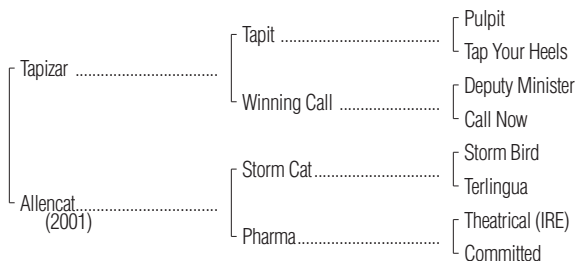 Pulpit
Tapit ................................
Tap Your Heels
Tapizar .............................
Deputy Minister
Winning Call ....................
Call Now
Storm Bird
Storm Cat.........................
Terlingua
Allencat.............................
(2001)
Theatrical (IRE)
Pharma.............................
Committed